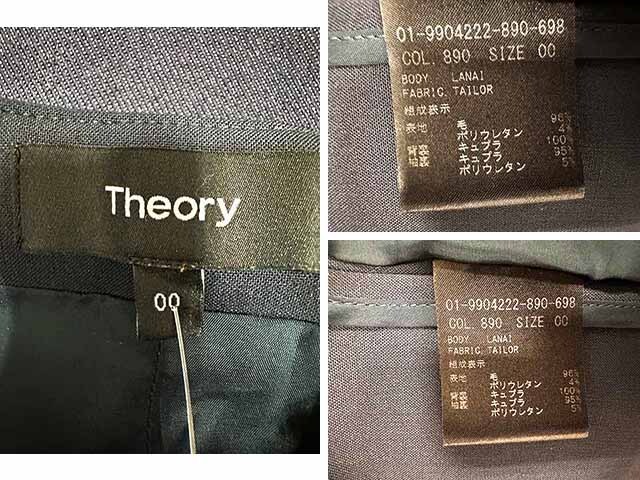 Theory
00
01-9904222-890-698
COL. 890 SIZE 00
BODY LANAI
FABRIC. TAILOR
組成表示
表地 毛 96%
ポリウレタン 4%
背裏 キュプラ 100%
袖裏 キュプラ 95%
ポリウレタン 5%
01-9904222-890-698
COL. 890 SIZE 00
BODY LANAI
FABRIC. TAILOR
組成表示
表地 毛 96%
ポリウレタン 4%
背裏 キュプラ 100%
袖裏 キュプラ 95%
ポリウレタン 5%